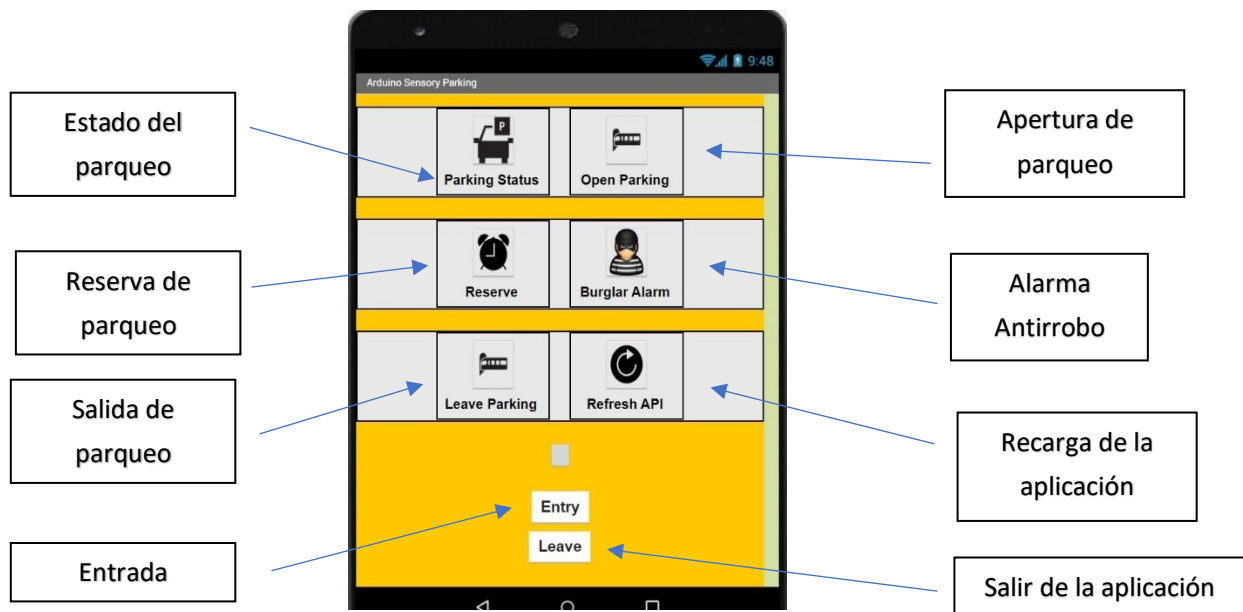 9:48
Arduino Sensory Parking
Estado del
parqueo
P
Parking Status
Open Parking
Apertura de
parqueo
Reserva de
parqueo
Reserve
Burglar Alarm
Alarma
Antirrobo
Salida de
parqueo
Leave Parking
Refresh API
Recarga de la
aplicación
Entry
Leave
Entrada
Salir de la aplicación